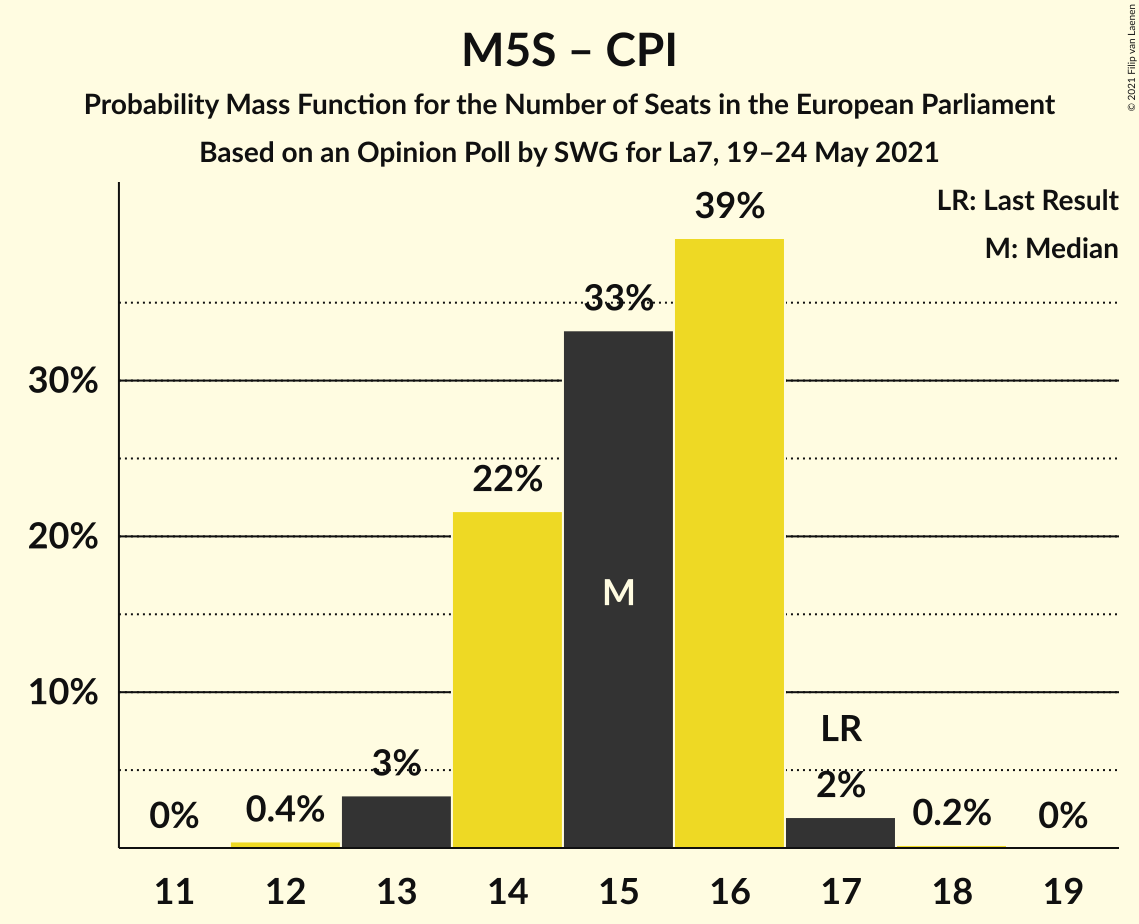 M5S – CPI
Probability Mass Function for the Number of Seats in the European Parliament
Based on an Opinion Poll by SWG for La7, 19–24 May 2021
© 2021 Filip van Laenen
LR: Last Result
M: Median
39%
33%
30%
22%
20%
M
10%
LR
3%
2%
0%
0.4%
0.2%
0%
11 12 13 14 15 16 17 18 19